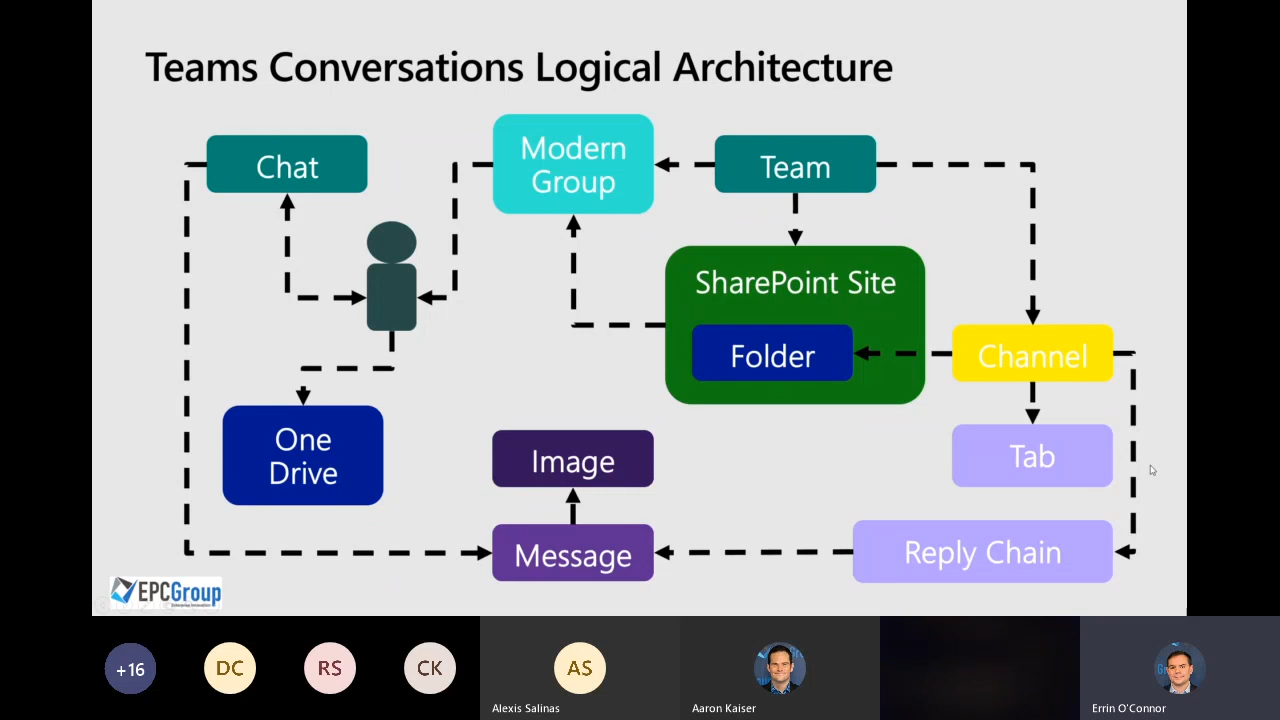 Teams Conversations Logical Architecture
Chat
Modern
Group
Team
SharePoint Site
Folder
Channel
One
Drive
Image
Tab
Message
Reply Chain
EPCGroup
+16
DC
RS
CK
AS
Alexis Salinas
Aaron Kaiser
Errin O'Connor